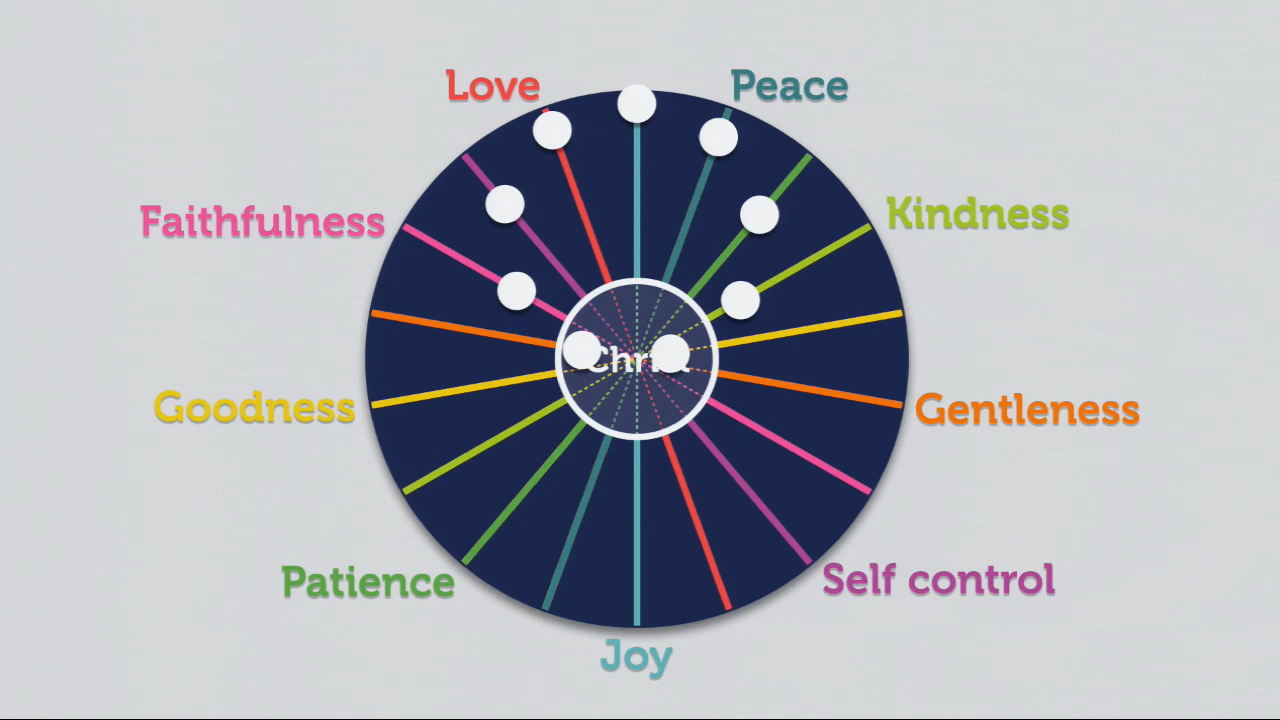 Love
Peace
Faithfulness
Kindness
Goodness
Gentleness
Patience
Self control
Joy